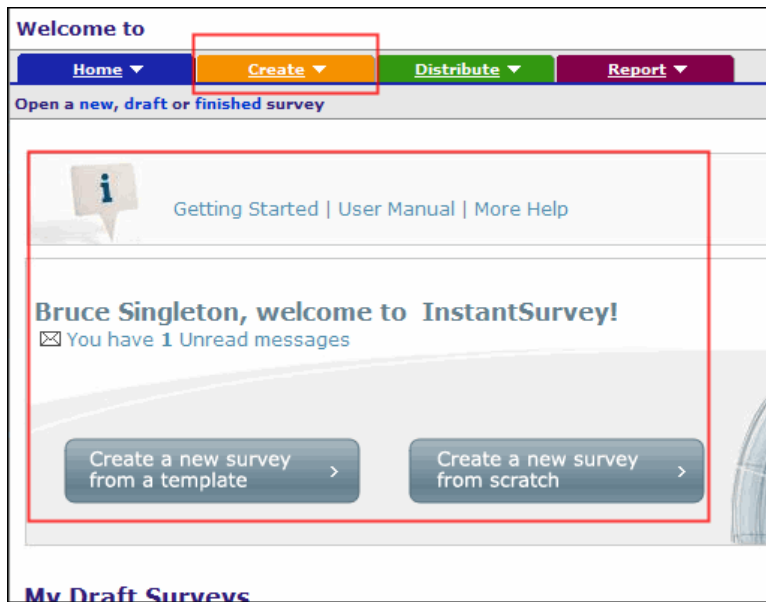 Welcome to
Home ▼ Create ▼ Distribute ▼ Report ▼
Open a new, draft or finished survey
i
Getting Started | User Manual | More Help
Bruce Singleton, welcome to InstantSurvey!
You have 1 Unread messages
Create a new survey
from a template >
Create a new survey
from scratch >
My Draft Surveys